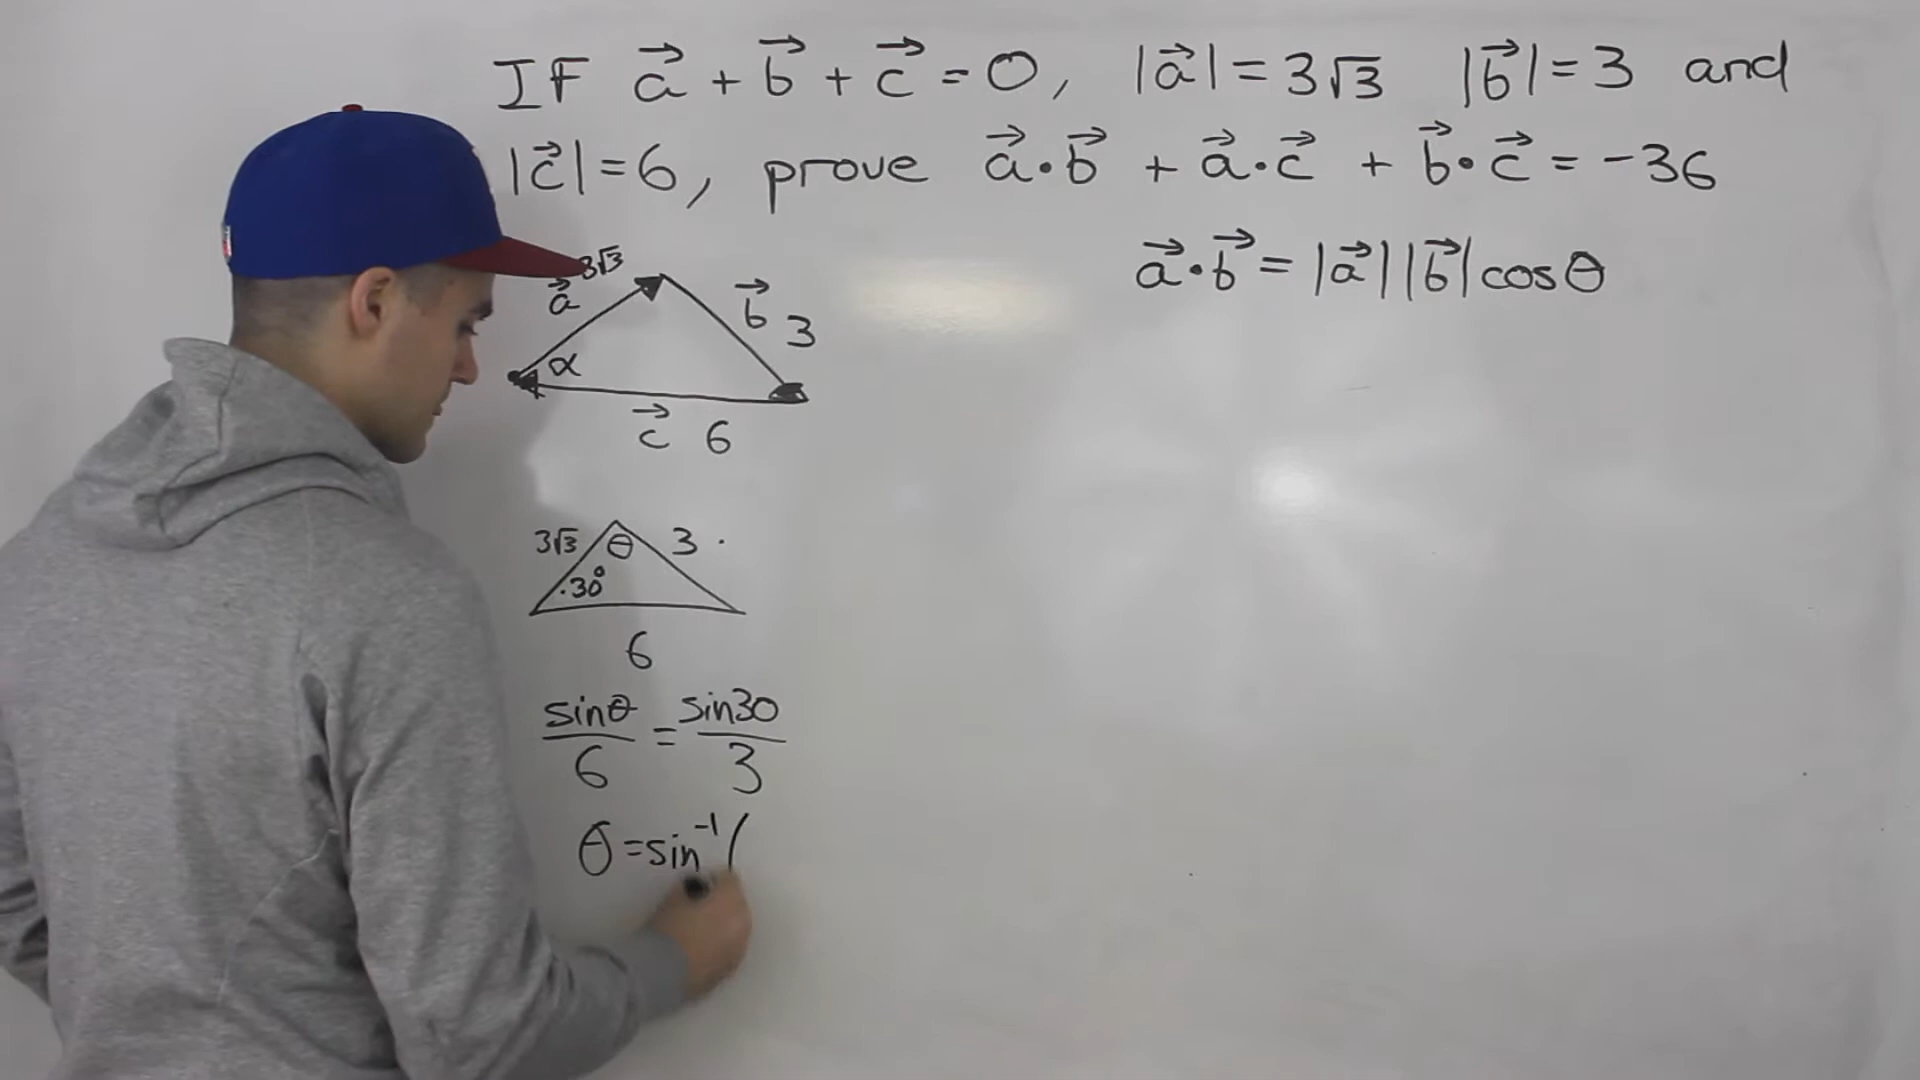 IF a⃗ + b⃗ + c⃗ = 0, |a⃗| = 3√3 |b⃗| = 3 and
|c⃗| = 6, prove a⃗·b⃗ + a⃗·c⃗ + b⃗·c⃗ = -36
a⃗·b⃗ = |a⃗||b⃗|cosθ
a⃗ 3√3
b⃗ 3
α
c⃗ 6
3√3 θ 3
30°
6
sinθ/6 = sin30/3
θ = sin⁻¹(